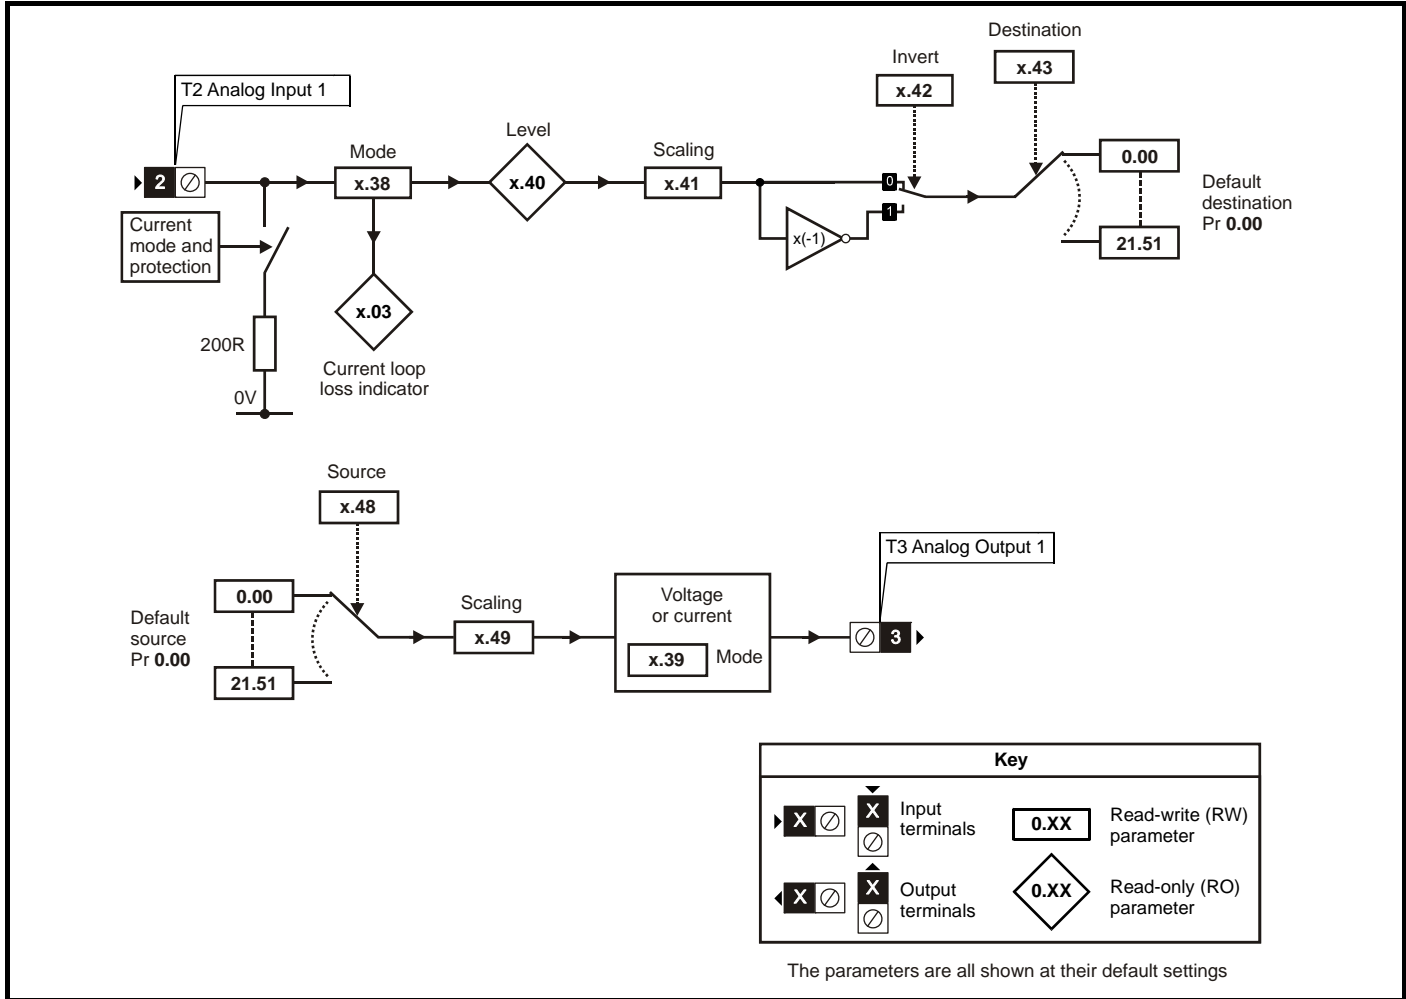 Destination
x.43
Invert
x.42
T2 Analog Input 1
2
Mode
x.38
Level
x.40
Scaling
x.41
0
1
x(-1)
0.00
21.51
Default
destination
Pr 0.00
Current
mode and
protection
x.03
Current loop
loss indicator
200R
0V
Source
x.48
T3 Analog Output 1
0.00
21.51
Default
source
Pr 0.00
Scaling
x.49
Voltage
or current
x.39
Mode
3
Key
X
X
Input
terminals
0.XX
Read-write (RW)
parameter
X
X
Output
terminals
0.XX
Read-only (RO)
parameter
The parameters are all shown at their default settings